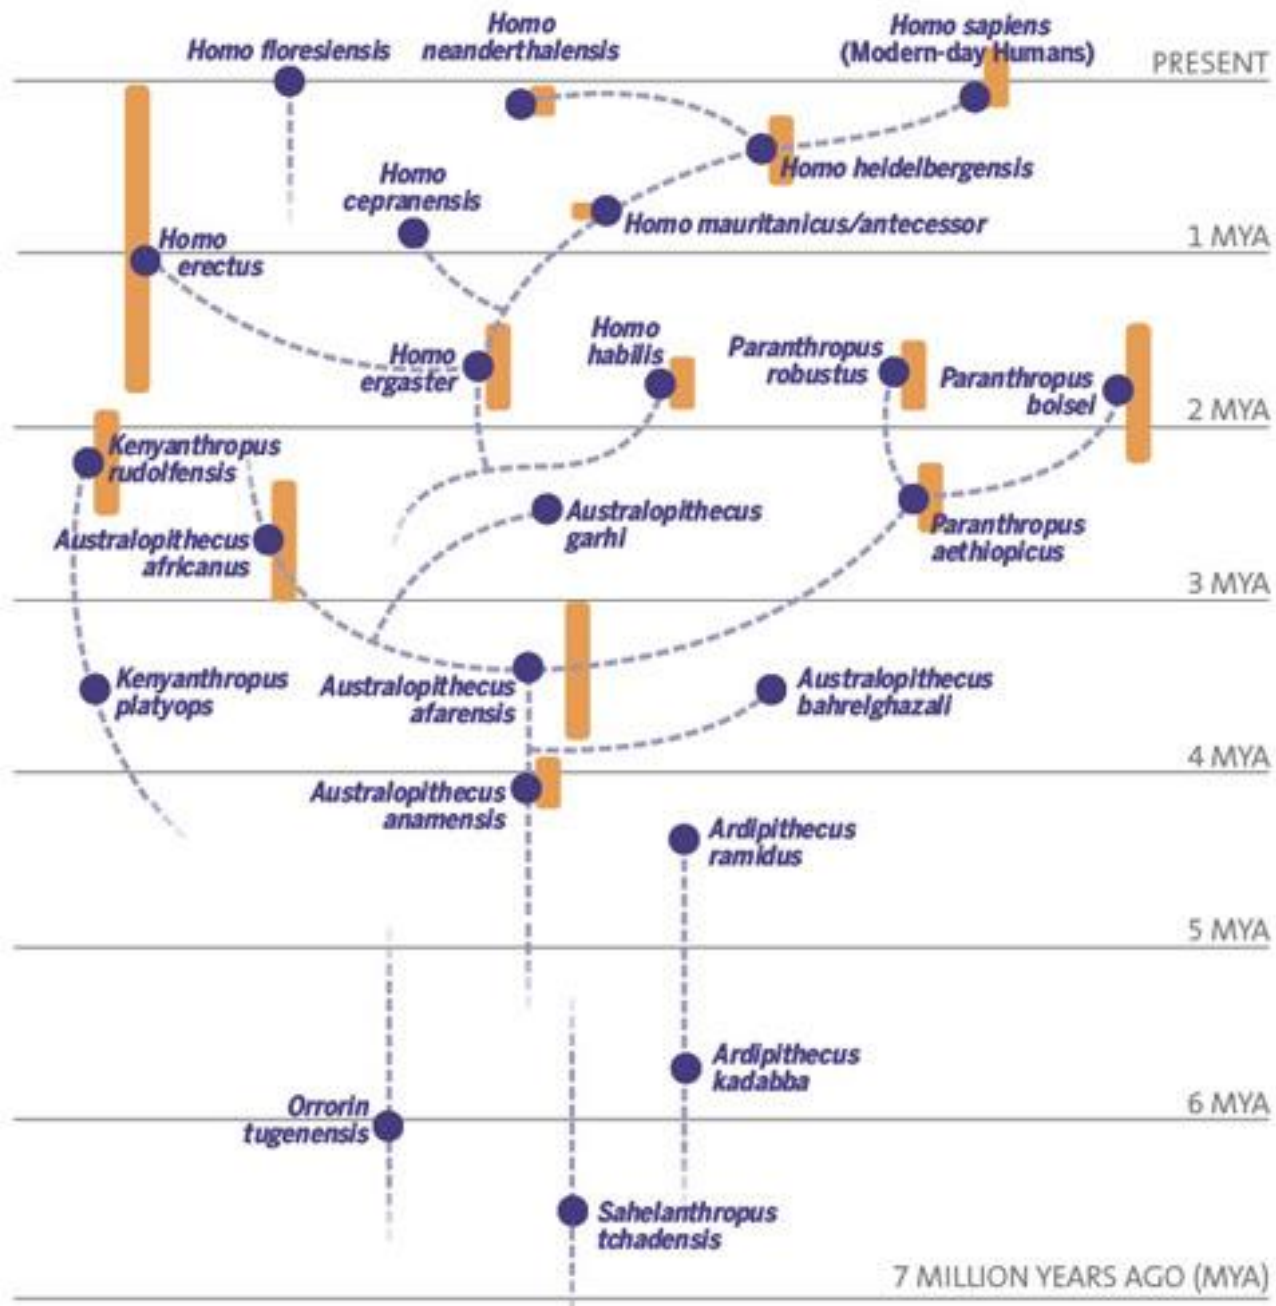 Homo floresiensis
Homo
neanderthalensis
Homo sapiens
(Modern-day Humans)
PRESENT
Homo
cepranensis
Homo heidelbergensis
Homo mauritanicus/antecessor
1 MYA
Homo
erectus
Homo
ergaster
Homo
habilis
Paranthropus
robustus
Paranthropus
boisei
2 MYA
Kenyanthropus
rudolfensis
Australopithecus
africanus
Australopithecus
garhi
Paranthropus
aethiopicus
3 MYA
Kenyanthropus
platyops
Australopithecus
afarensis
Australopithecus
bahrelghazali
4 MYA
Australopithecus
anamensis
Ardipithecus
ramidus
5 MYA
Ardipithecus
kadabba
6 MYA
Orrorin
tugenensis
Sahelanthropus
tchadensis
7 MILLION YEARS AGO (MYA)